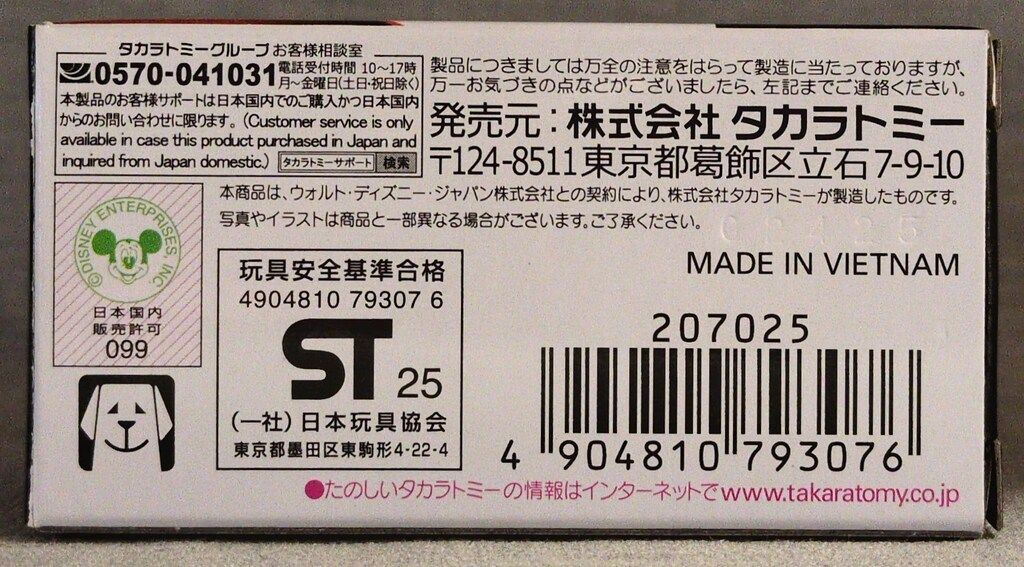 タカラトミーグループ お客様相談室
0570-041031 電話受付時間 10～17時
月～金曜日(土日・祝日除く)
本製品のお客様サポートは日本国内でのご購入かつ日本国内
からのお問い合わせに限ります。(Customer service is only
available in case this product purchased in Japan and
inquired from Japan domestic.) タカラトミーサポート 検索
製品につきましては万全の注意をはらって製造に当たっておりますが、
万一お気づきの点などがございましたら、左記までご連絡ください。
発売元：株式会社 タカラトミー
〒124-8511 東京都葛飾区立石7-9-10
本商品は、ウォルト・ディズニー・ジャパン株式会社との契約により、株式会社タカラトミーが製造したものです。
写真やイラストは商品と一部異なる場合がございます。ご了承ください。
©DISNEY ENTERPRISES INC.
日本国内
販売許可
099
玩具安全基準合格
4904810 79307 6
ST 25
(一社)日本玩具協会
東京都墨田区東駒形4-22-4
MADE IN VIETNAM
207025
4 904810 793076
●たのしいタカラトミーの情報はインターネットで www.takaratomy.co.jp